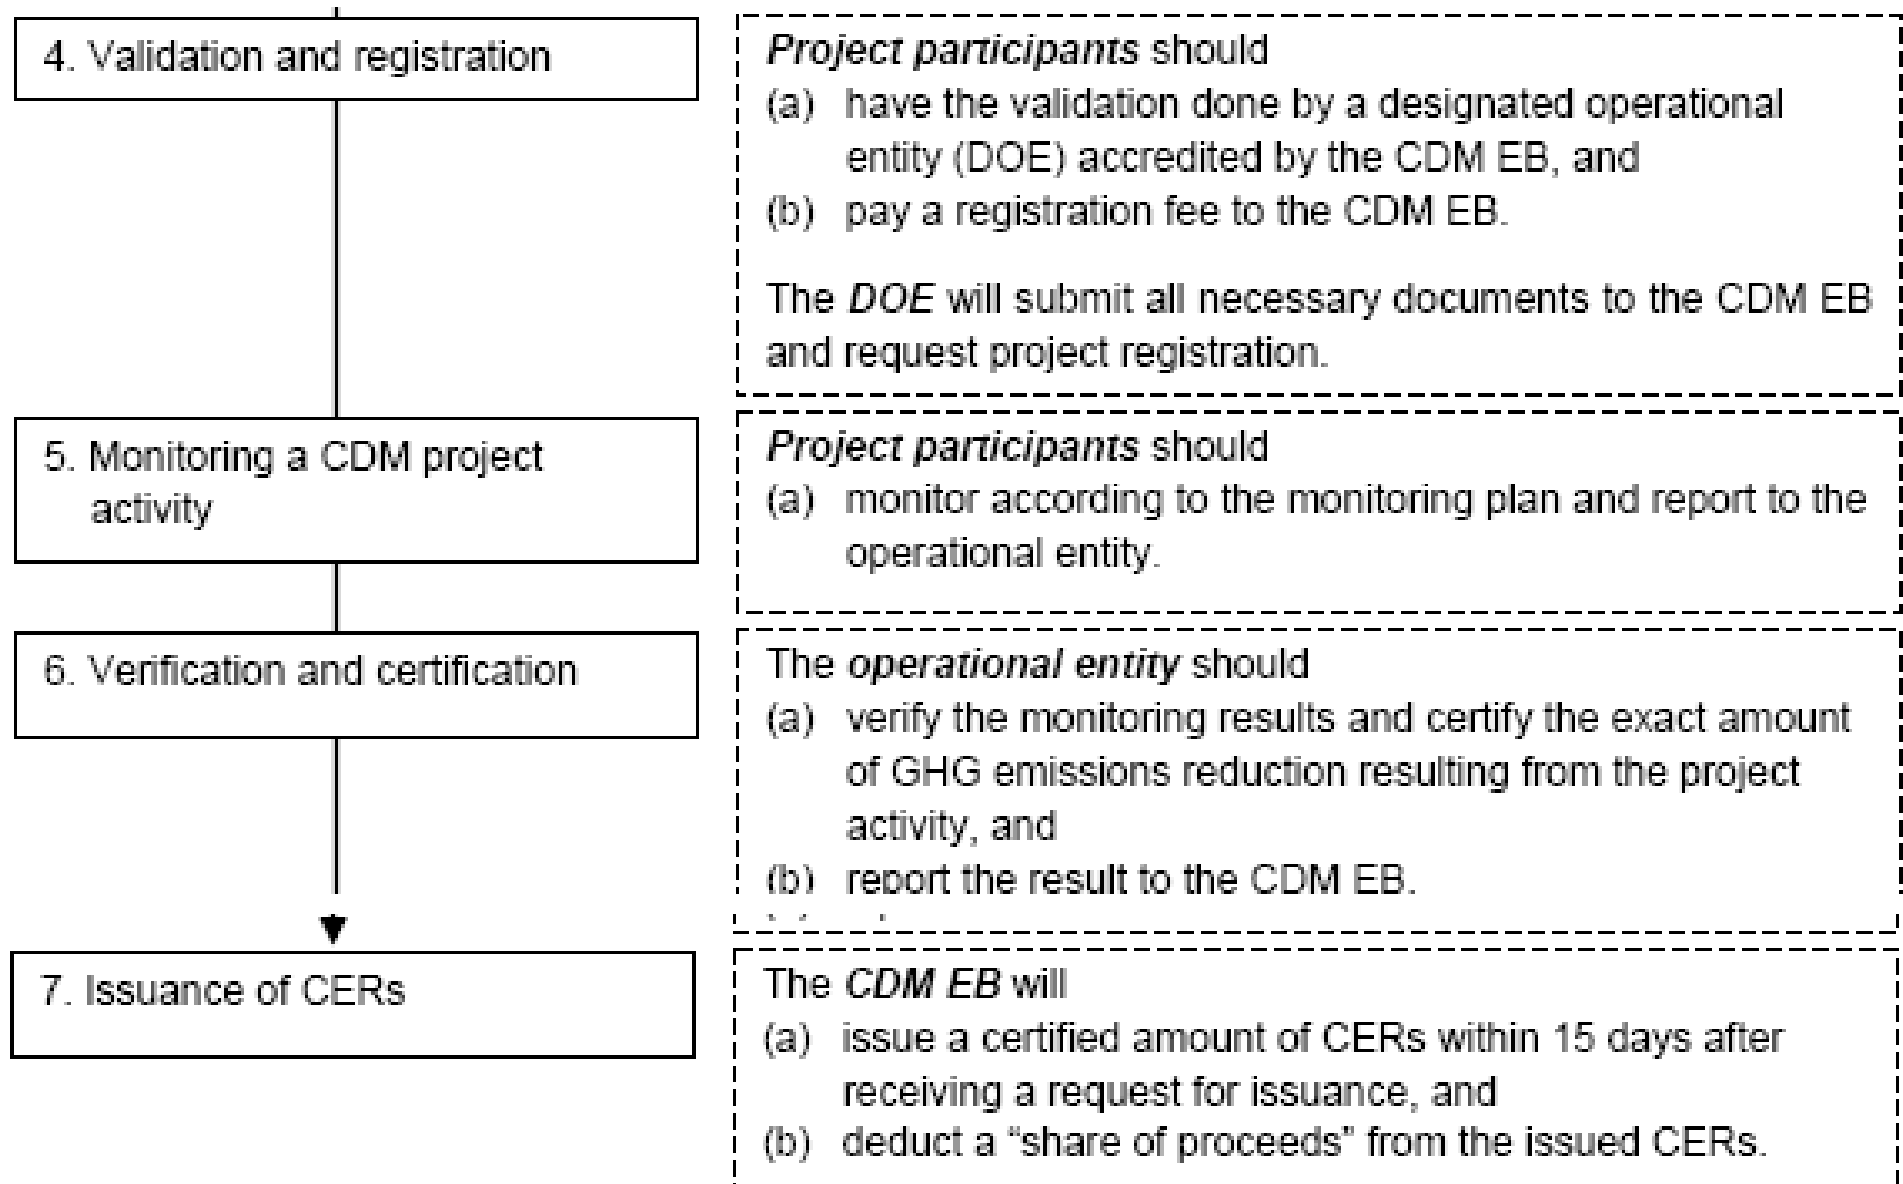 4. Validation and registration
Project participants should
(a) have the validation done by a designated operational
entity (DOE) accredited by the CDM EB, and
(b) pay a registration fee to the CDM EB.
The DOE will submit all necessary documents to the CDM EB
and request project registration.
5. Monitoring a CDM project
activity
Project participants should
(a) monitor according to the monitoring plan and report to the
operational entity.
6. Verification and certification
The operational entity should
(a) verify the monitoring results and certify the exact amount
of GHG emissions reduction resulting from the project
activity, and
(b) report the result to the CDM EB.
7. Issuance of CERs
The CDM EB will
(a) issue a certified amount of CERs within 15 days after
receiving a request for issuance, and
(b) deduct a “share of proceeds” from the issued CERs.